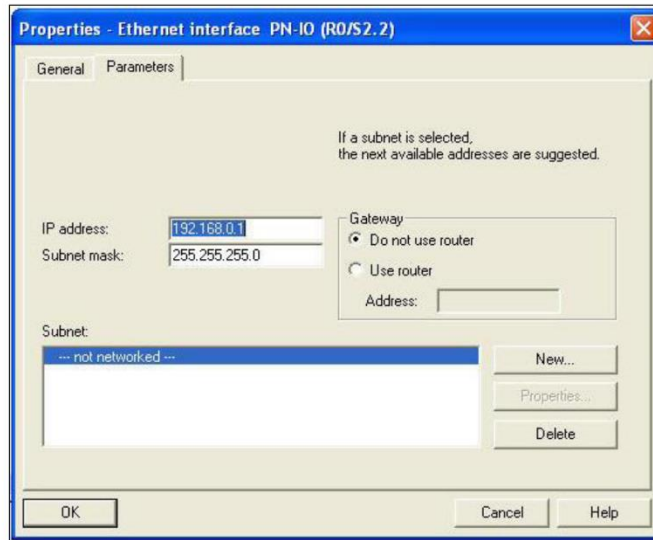 Properties - Ethernet interface PN-IO (R0/S2.2)
General
Parameters
If a subnet is selected,
the next available addresses are suggested.
IP address:
192.168.0.1
Subnet mask:
255.255.255.0
Gateway
Do not use router
Use router
Address:
Subnet:
--- not networked ---
New...
Properties...
Delete
OK
Cancel
Help